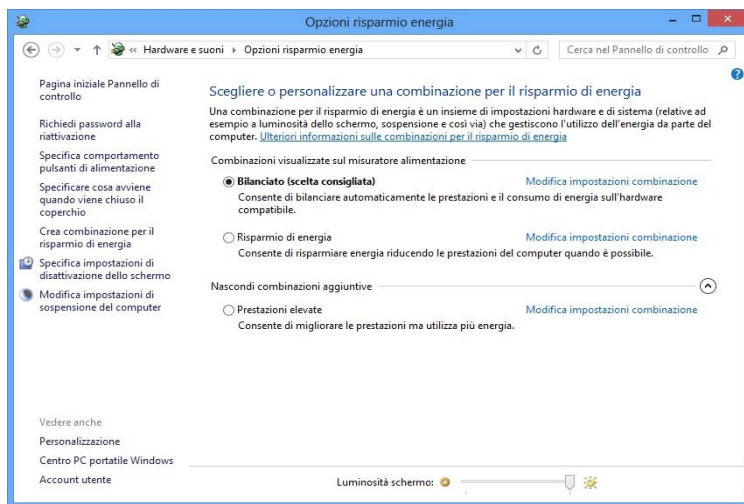 Opzioni risparmio energia
« Hardware e suoni ▸ Opzioni risparmio energia
Cerca nel Pannello di controllo
Pagina iniziale Pannello di
controllo
Richiedi password alla
riattivazione
Specifica comportamento
pulsanti di alimentazione
Specificare cosa avviene
quando viene chiuso il
coperchio
Crea combinazione per il
risparmio di energia
Specifica impostazioni di
disattivazione dello schermo
Modifica impostazioni di
sospensione del computer
Vedere anche
Personalizzazione
Centro PC portatile Windows
Account utente
Scegliere o personalizzare una combinazione per il risparmio di energia
Una combinazione per il risparmio di energia è un insieme di impostazioni hardware e di sistema (relative ad
esempio a luminosità dello schermo, sospensione e così via) che gestiscono l'utilizzo dell'energia da parte del
computer. Ulteriori informazioni sulle combinazioni per il risparmio di energia
Combinazioni visualizzate sul misuratore alimentazione
Bilanciato (scelta consigliata) Modifica impostazioni combinazione
Consente di bilanciare automaticamente le prestazioni e il consumo di energia sull'hardware
compatibile.
Risparmio di energia Modifica impostazioni combinazione
Consente di risparmiare energia riducendo le prestazioni del computer quando è possibile.
Nascondi combinazioni aggiuntive
Prestazioni elevate Modifica impostazioni combinazione
Consente di migliorare le prestazioni ma utilizza più energia.
Luminosità schermo: